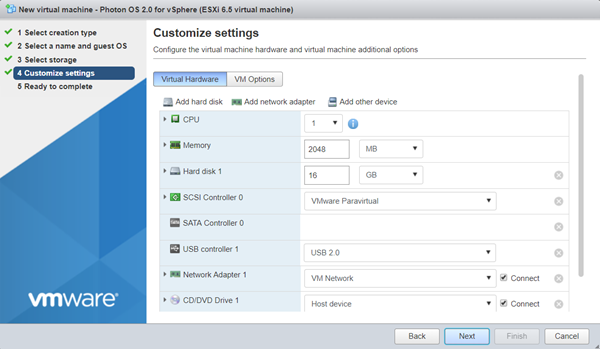 New virtual machine - Photon OS 2.0 for vSphere (ESXi 6.5 virtual machine)
1 Select creation type
2 Select a name and guest OS
3 Select storage
4 Customize settings
5 Ready to complete
vmware®
Customize settings
Configure the virtual machine hardware and virtual machine additional options
Virtual Hardware VM Options
Add hard disk Add network adapter Add other device
CPU 1
Memory 2048 MB
Hard disk 1 16 GB
SCSI Controller 0 VMware Paravirtual
SATA Controller 0
USB controller 1 USB 2.0
Network Adapter 1 VM Network Connect
CD/DVD Drive 1 Host device Connect
Back Next Finish Cancel